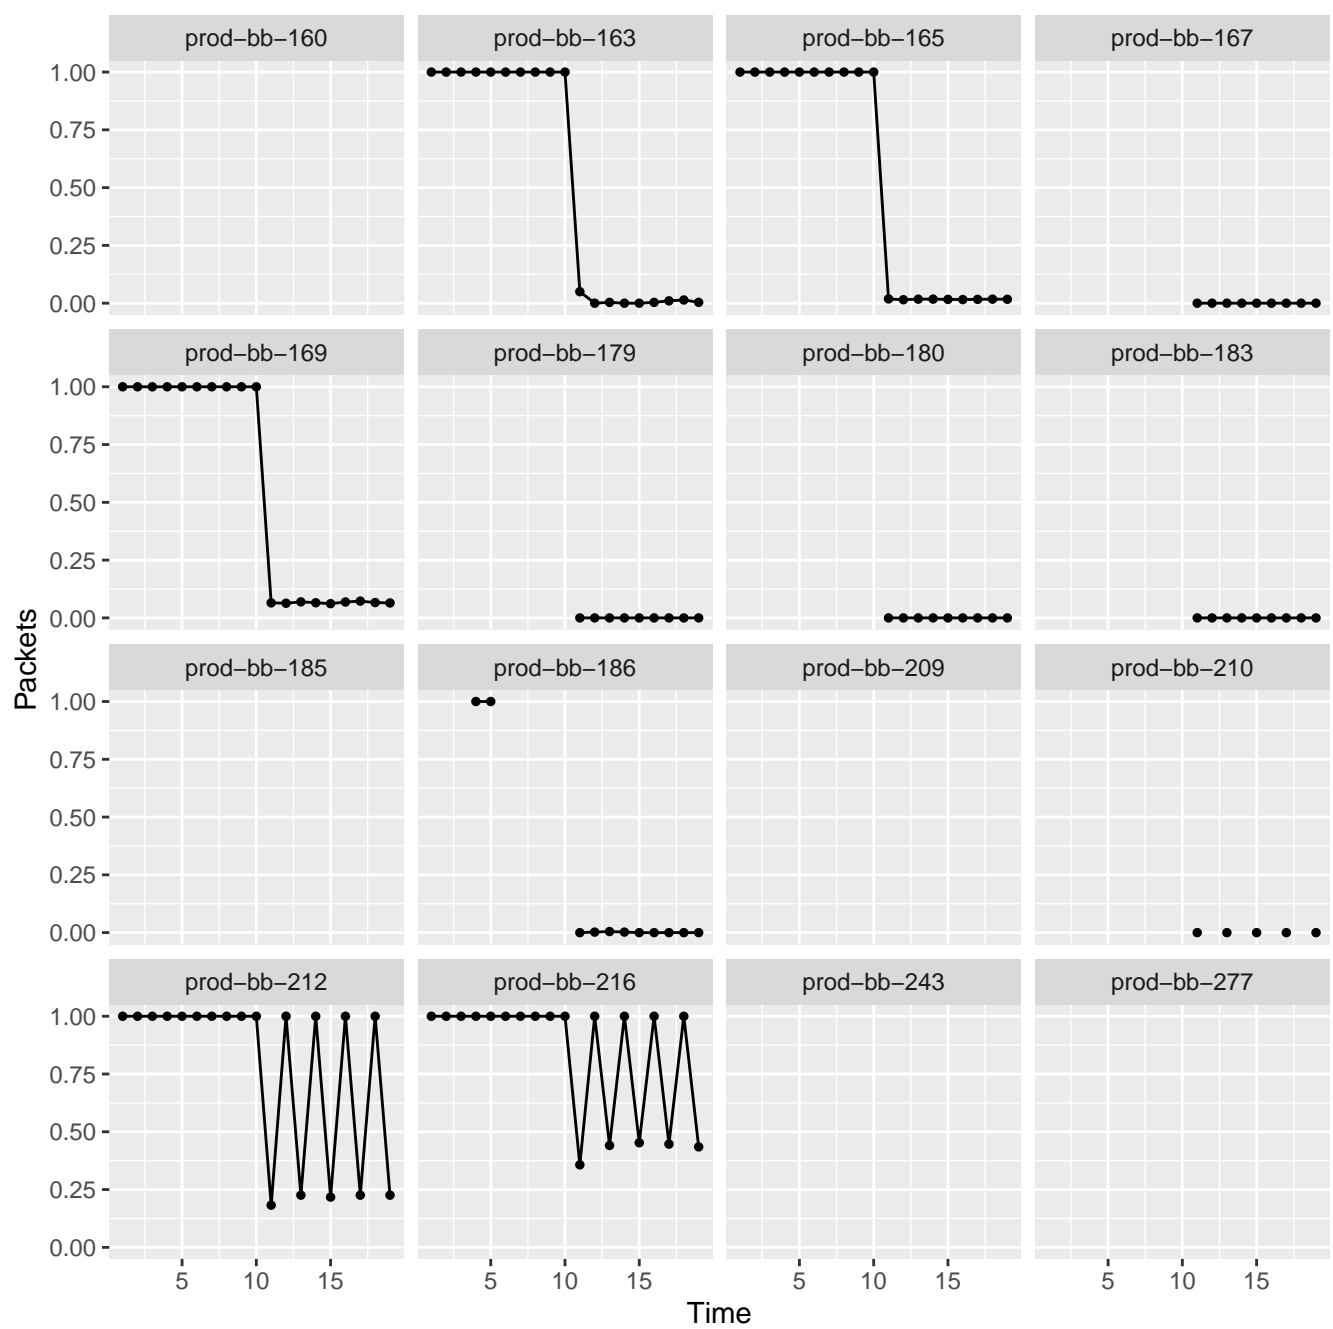 prod−bb−160 prod−bb−163 prod−bb−165 prod−bb−167
1.00
0.75
0.50
0.25
0.00
prod−bb−169 prod−bb−179 prod−bb−180 prod−bb−183
1.00
0.75
0.50
0.25
0.00
Packets
prod−bb−185 prod−bb−186 prod−bb−209 prod−bb−210
1.00
0.75
0.50
0.25
0.00
prod−bb−212 prod−bb−216 prod−bb−243 prod−bb−277
1.00
0.75
0.50
0.25
0.00
5 10 15 5 10 15 5 10 15 5 10 15
Time